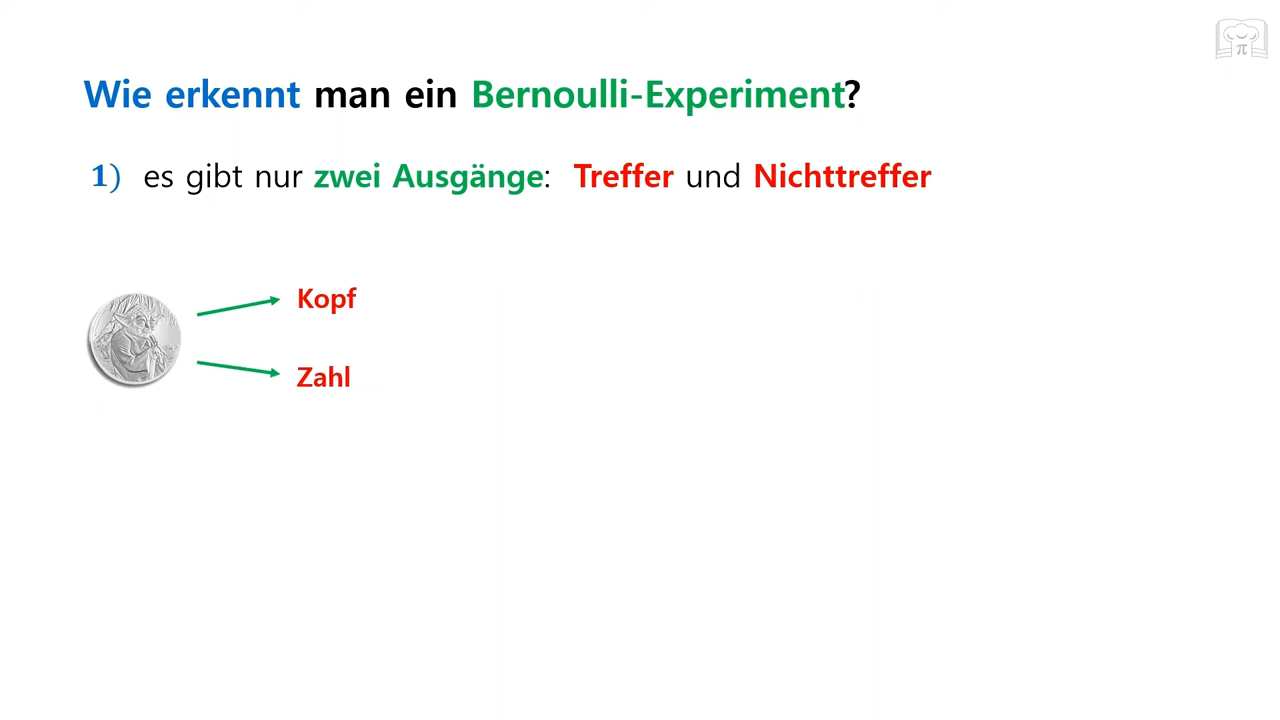 Wie erkennt man ein Bernoulli-Experiment?
1) es gibt nur zwei Ausgänge: Treffer und Nichttreffer
Kopf
Zahl
π